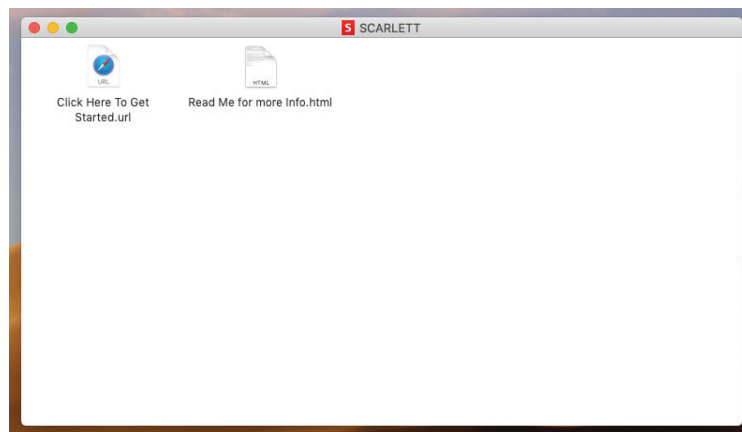 S SCARLETT
URL
HTML
Click Here To Get
Started.url
Read Me for more Info.html